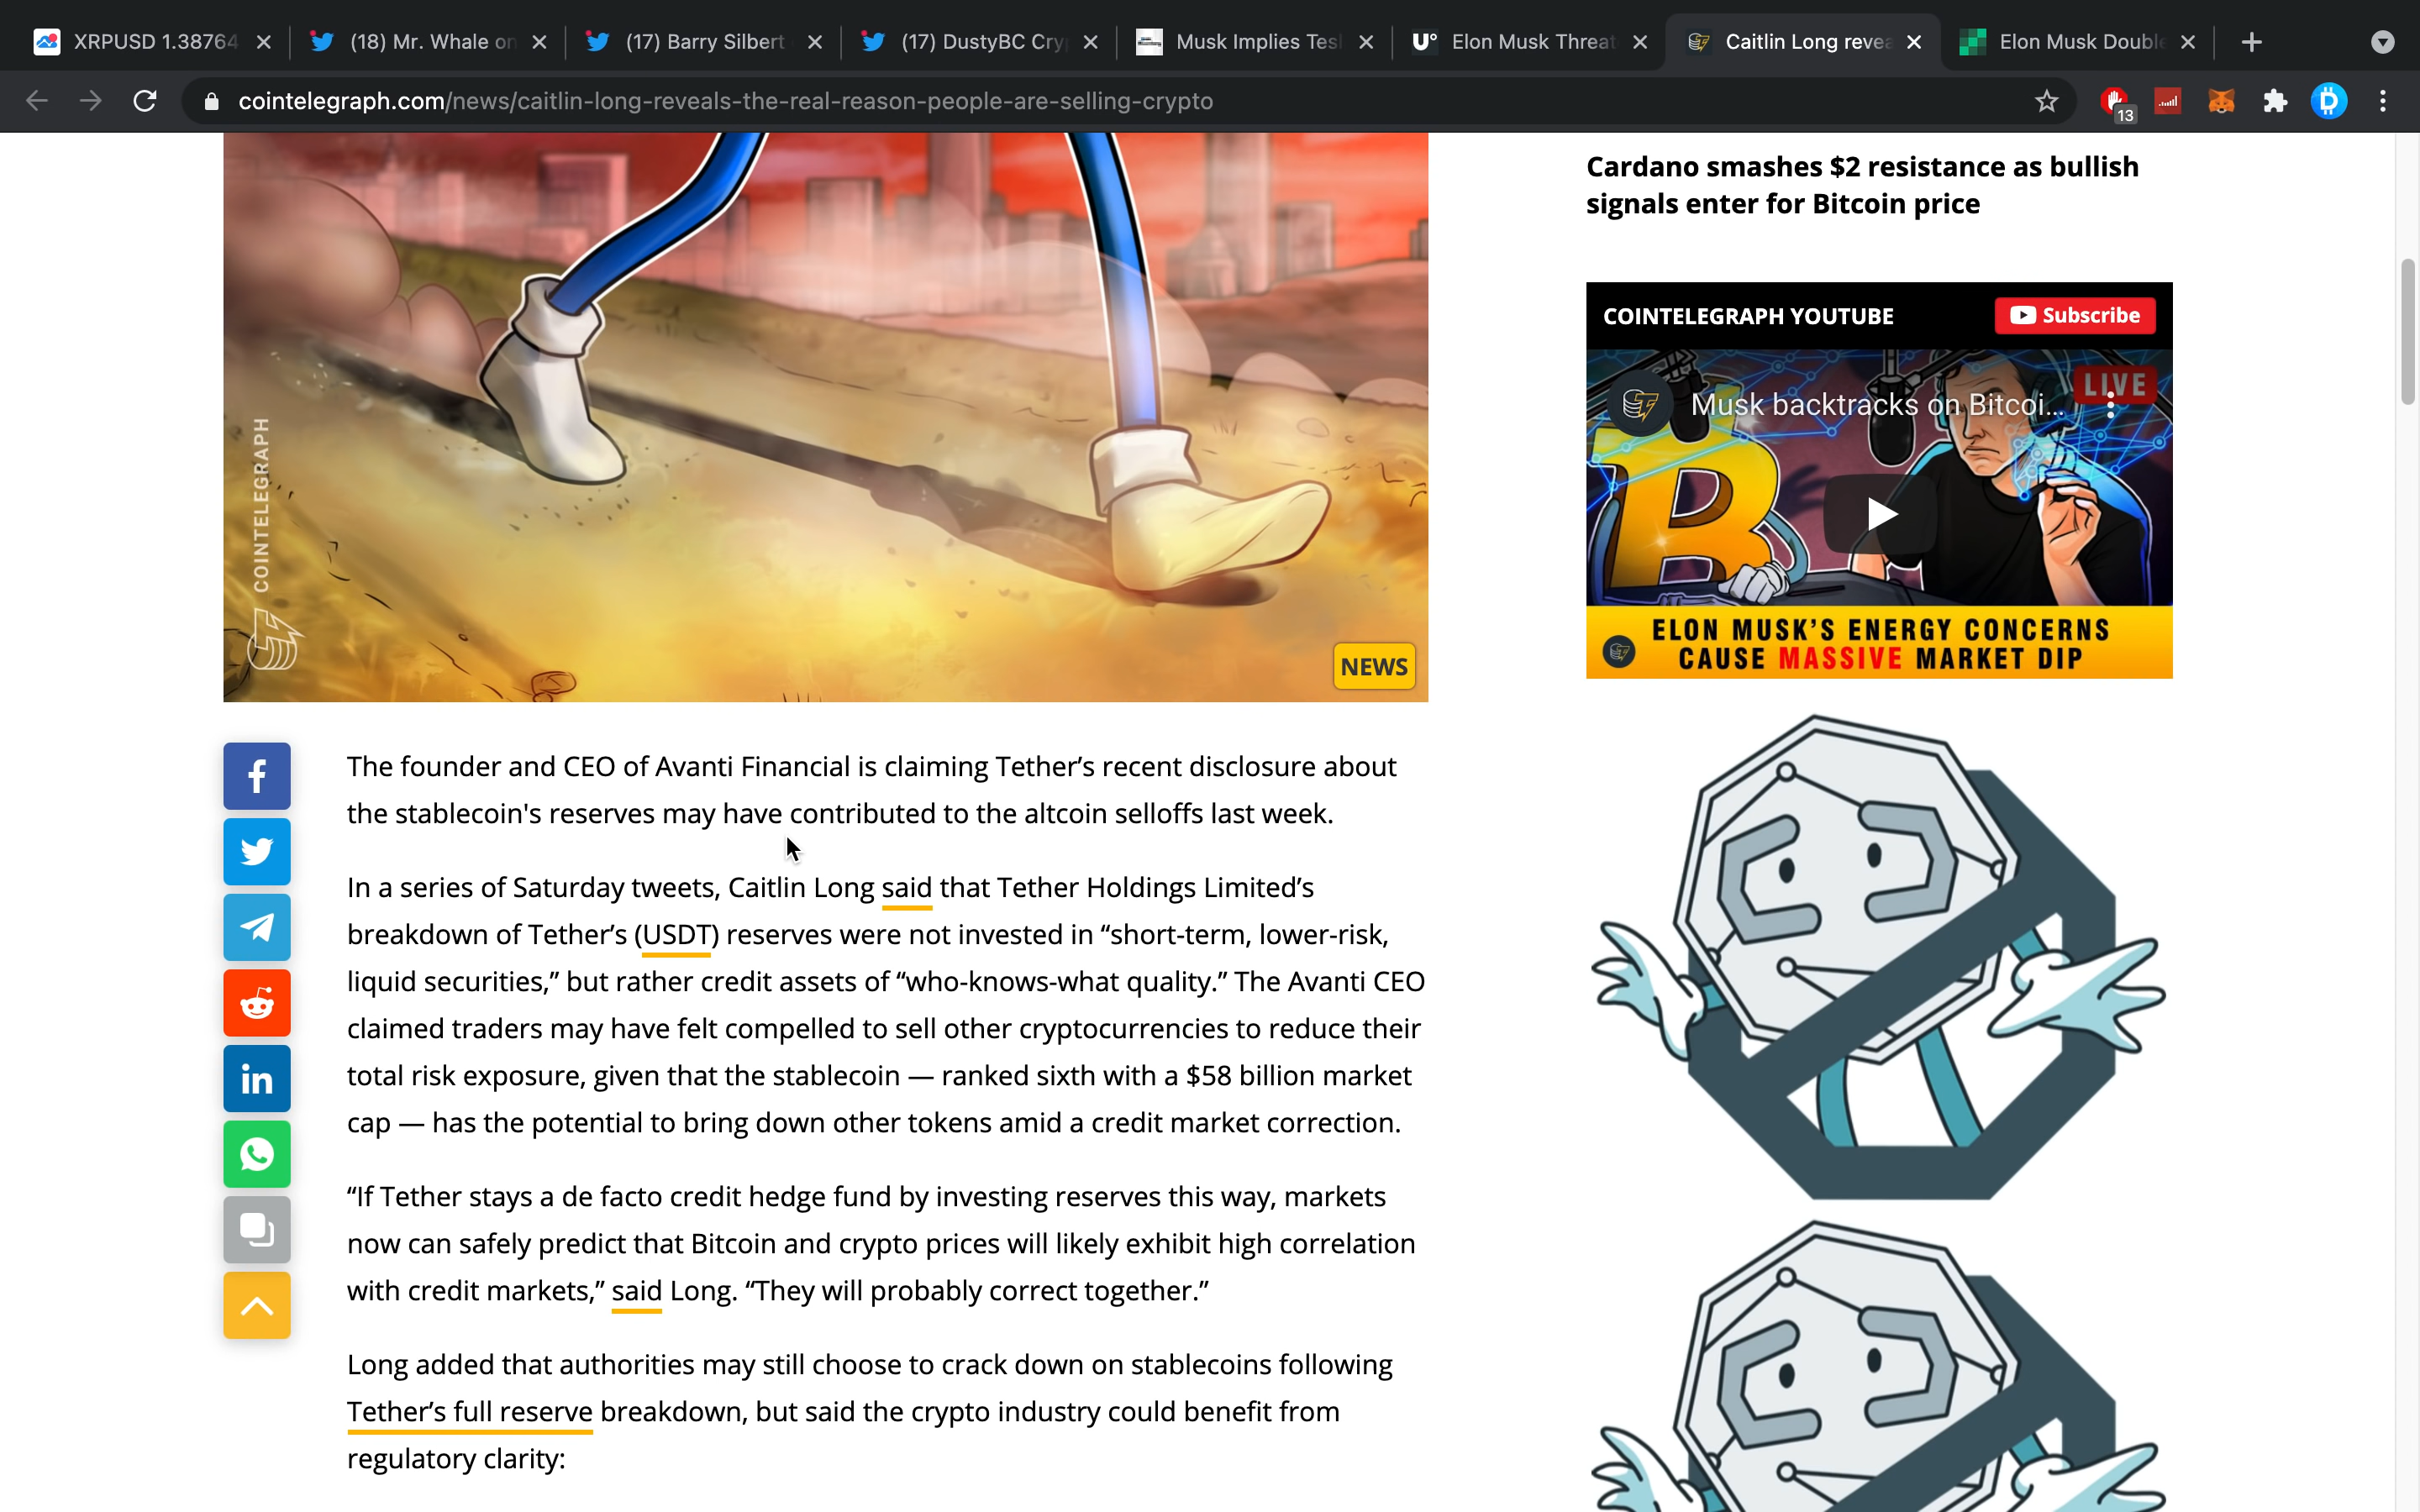 XRPUSD 1.38764
(18) Mr. Whale on
(17) Barry Silbert
(17) DustyBC Cry
Musk Implies Tesl
U°
Elon Musk Threat
Caitlin Long revea
Elon Musk Double
cointelegraph.com/news/caitlin-long-reveals-the-real-reason-people-are-selling-crypto
13
COINTELEGRAPH
NEWS
Cardano smashes $2 resistance as bullish
signals enter for Bitcoin price
COINTELEGRAPH YOUTUBE
Subscribe
LIVE
Musk backtracks on Bitcoi...
ELON MUSK'S ENERGY CONCERNS
CAUSE MASSIVE MARKET DIP
The founder and CEO of Avanti Financial is claiming Tether’s recent disclosure about
the stablecoin's reserves may have contributed to the altcoin selloffs last week.
In a series of Saturday tweets, Caitlin Long said that Tether Holdings Limited’s
breakdown of Tether’s (USDT) reserves were not invested in “short-term, lower-risk,
liquid securities,” but rather credit assets of “who-knows-what quality.” The Avanti CEO
claimed traders may have felt compelled to sell other cryptocurrencies to reduce their
total risk exposure, given that the stablecoin — ranked sixth with a $58 billion market
cap — has the potential to bring down other tokens amid a credit market correction.
“If Tether stays a de facto credit hedge fund by investing reserves this way, markets
now can safely predict that Bitcoin and crypto prices will likely exhibit high correlation
with credit markets,” said Long. “They will probably correct together.”
Long added that authorities may still choose to crack down on stablecoins following
Tether’s full reserve breakdown, but said the crypto industry could benefit from
regulatory clarity: